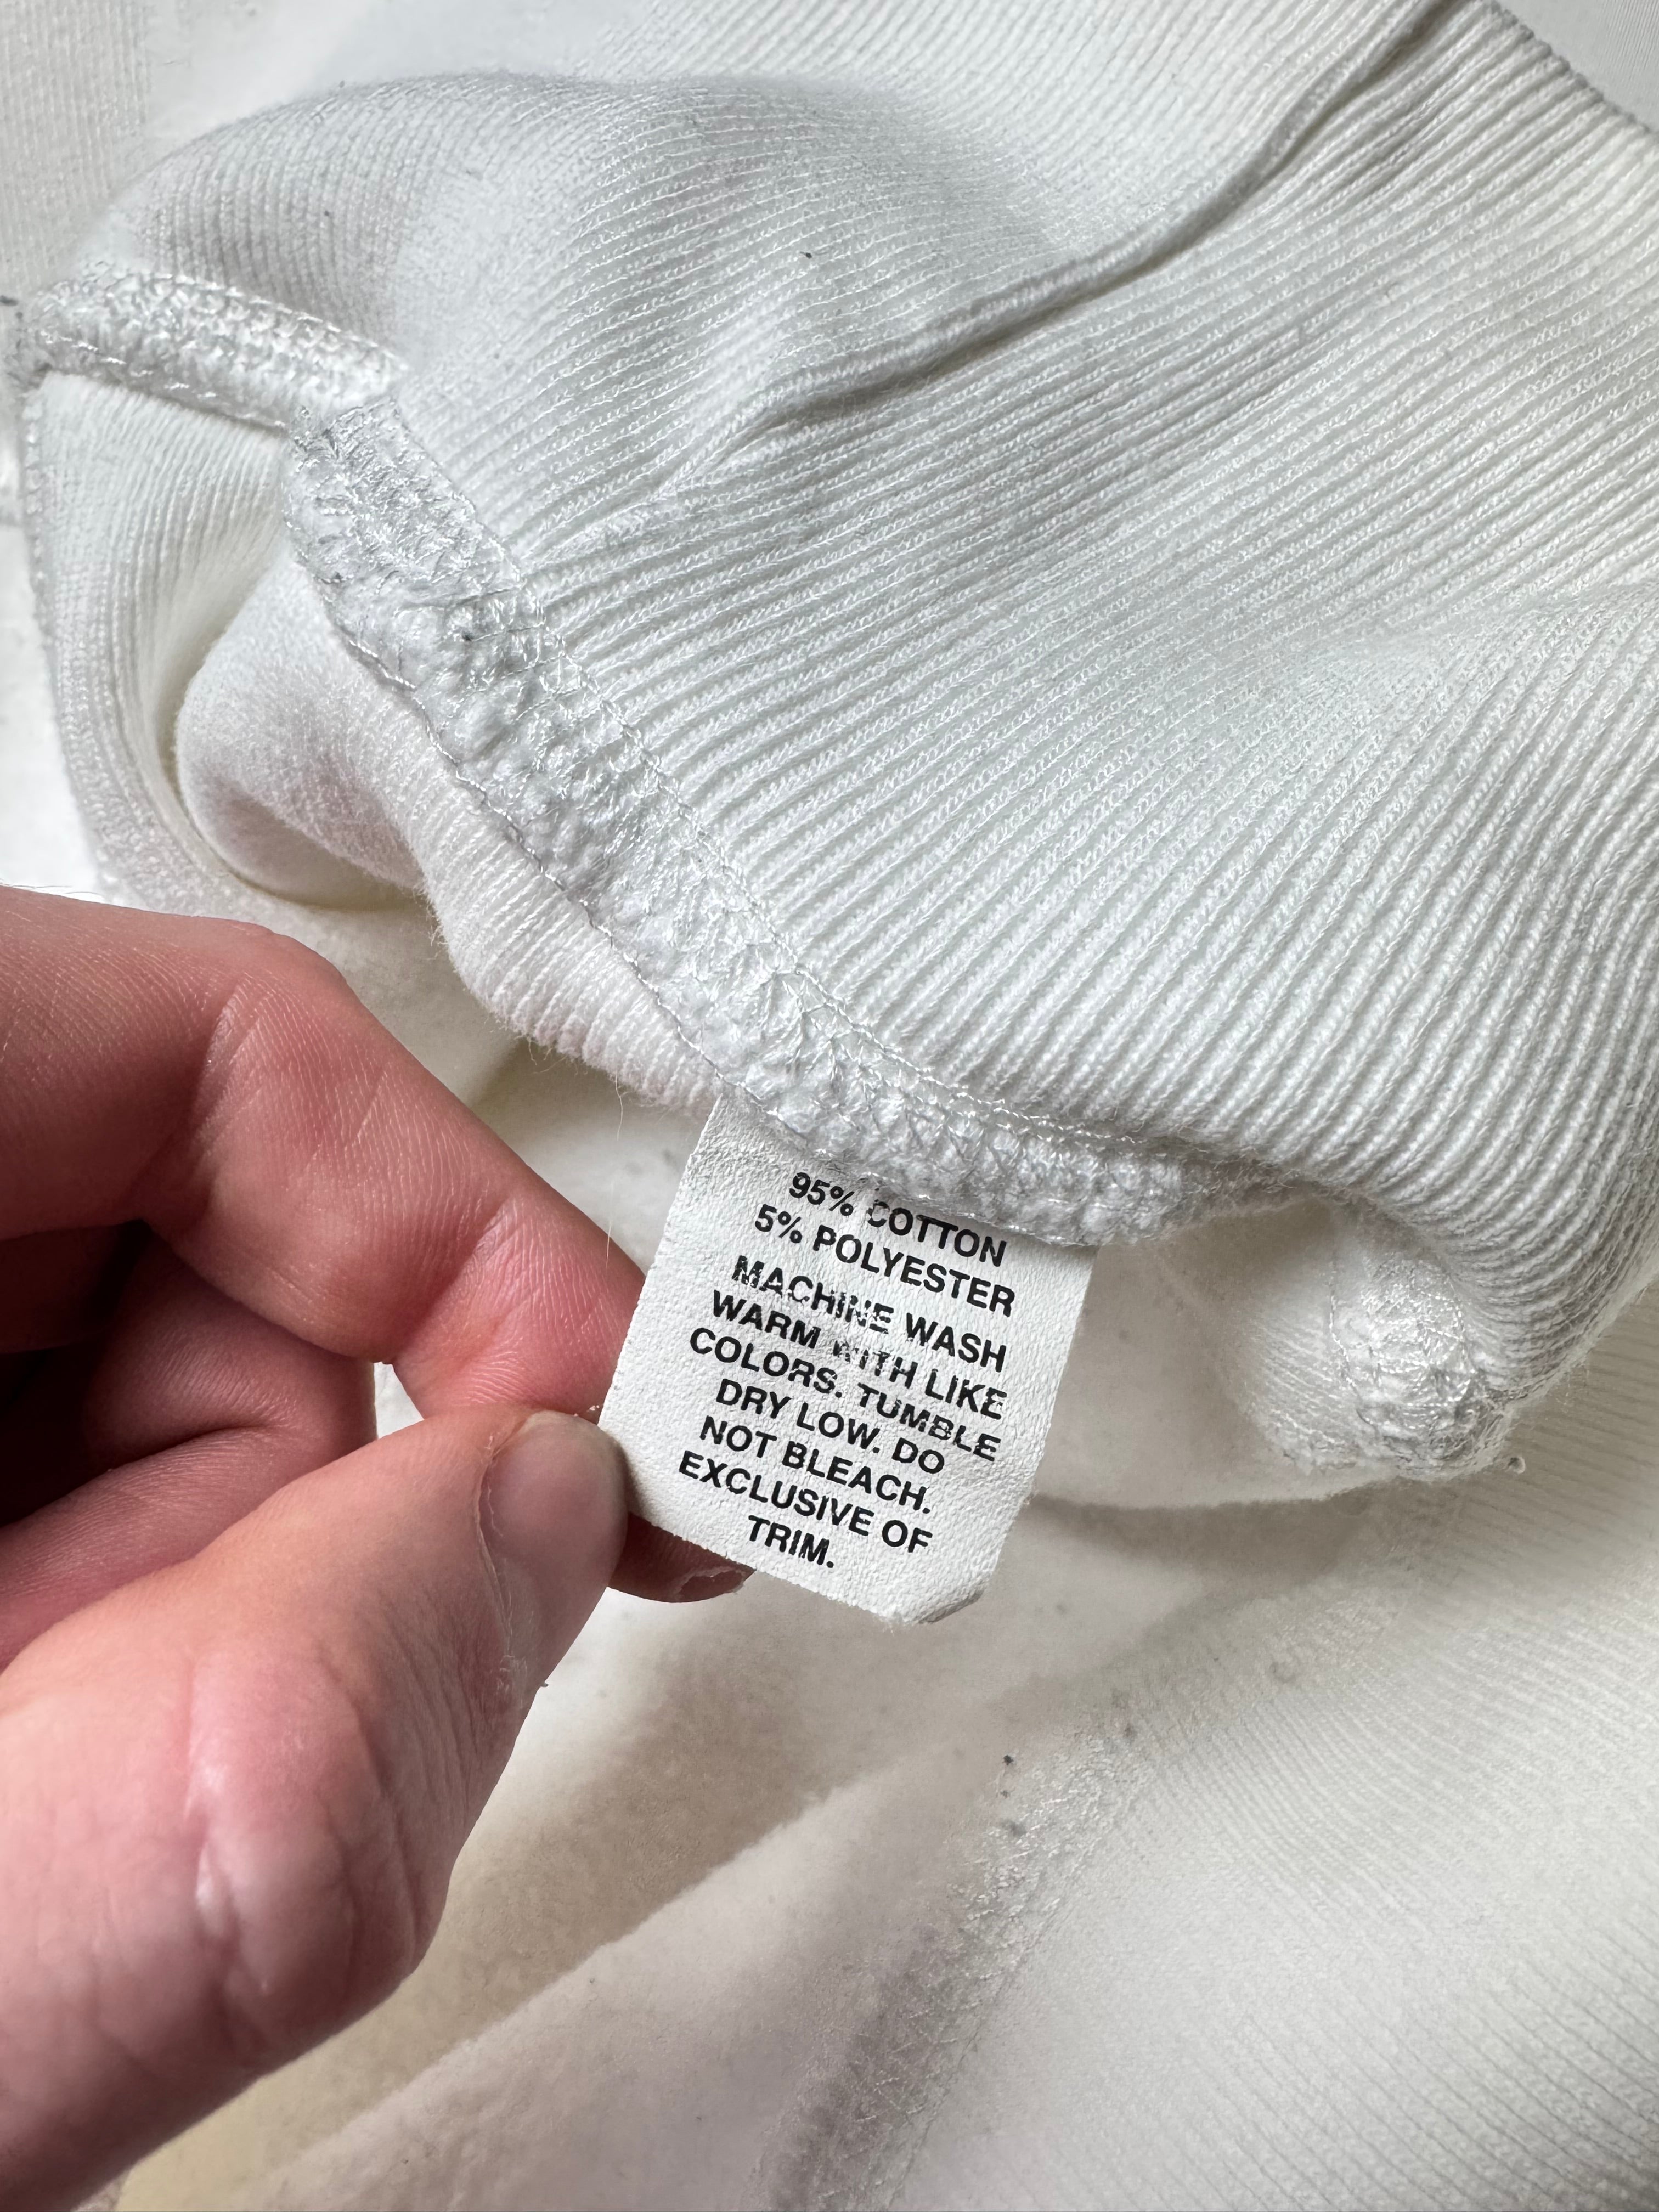 95% COTTON
5% POLYESTER
MACHINE WASH
WARM WITH LIKE
COLORS. TUMBLE
DRY LOW. DO
NOT BLEACH.
EXCLUSIVE OF
TRIM.